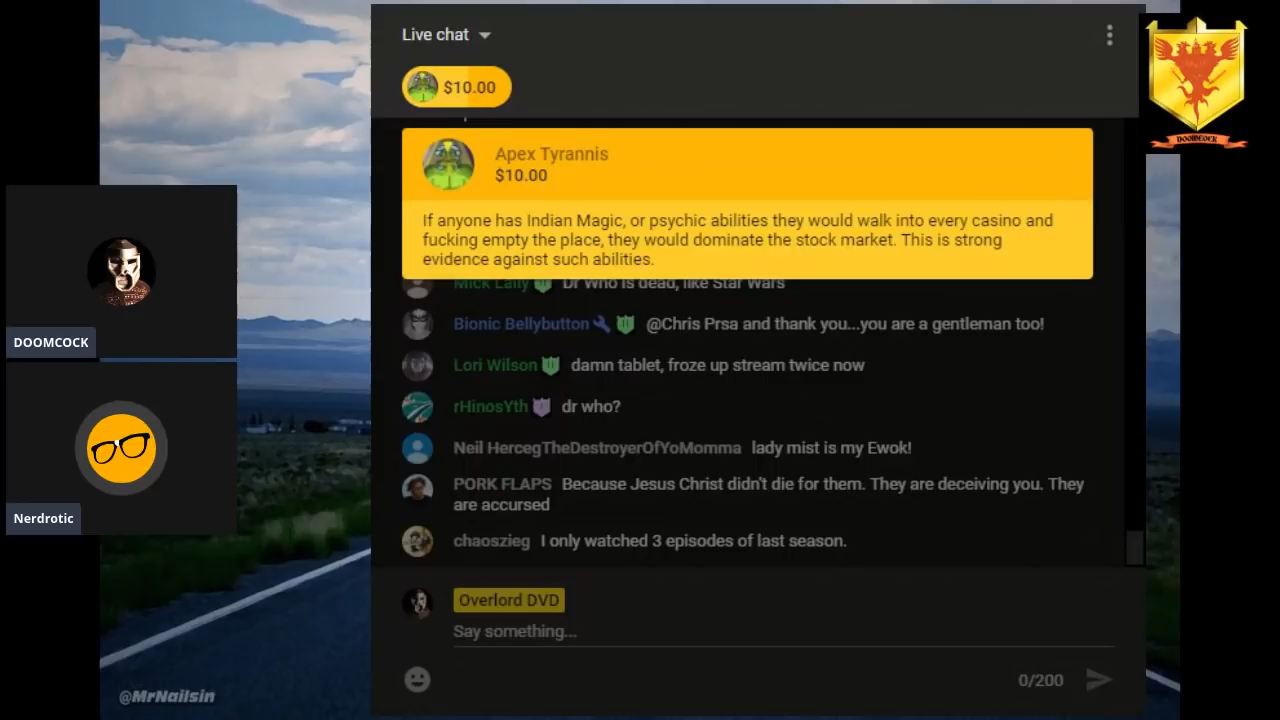 Live chat
$10.00
Apex Tyrannis
$10.00
If anyone has Indian Magic, or psychic abilities they would walk into every casino and
fucking empty the place, they would dominate the stock market. This is strong
evidence against such abilities.
Mick Lally Dr Who is dead, like Star Wars
Bionic Bellybutton @Chris Prsa and thank you...you are a gentleman too!
Lori Wilson damn tablet, froze up stream twice now
rHinosYth dr who?
Neil HercegTheDestroyerOfYoMomma lady mist is my Ewok!
PORK FLAPS Because Jesus Christ didn't die for them. They are deceiving you. They
are accursed
chaoszieg I only watched 3 episodes of last season.
Overlord DVD
Say something...
0/200
DOOMCOCK
Nerdrotic
@MrNailsin
DOOMCOCK